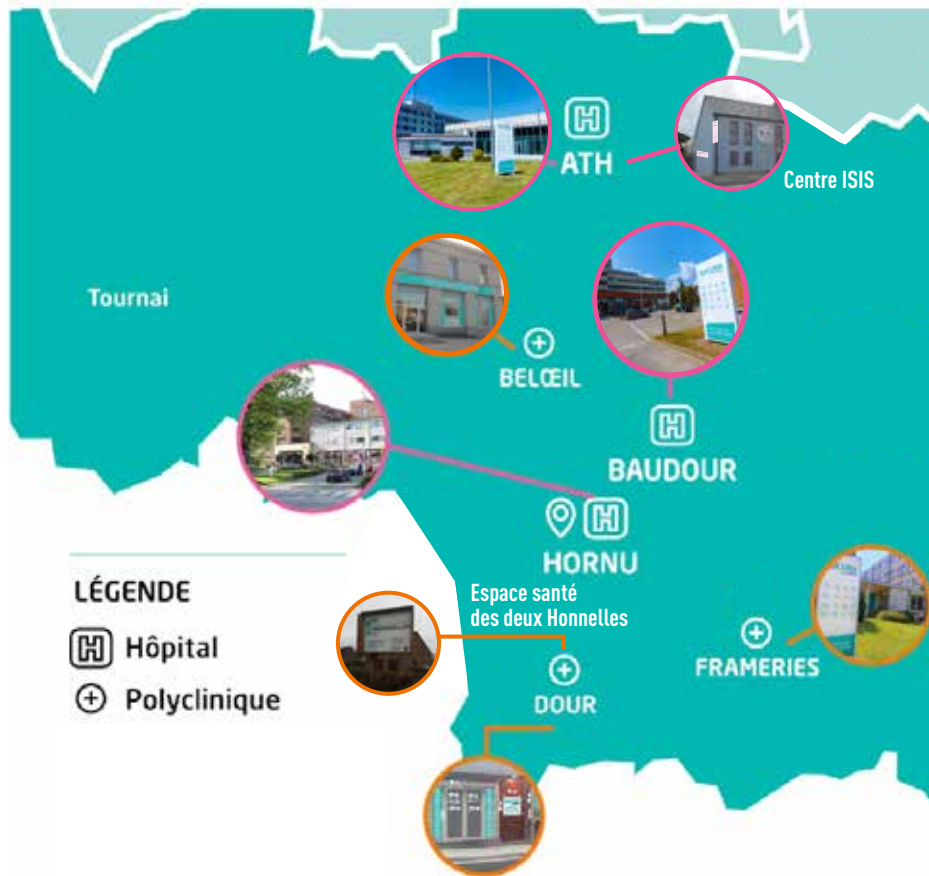 ATH
Centre ISIS
Tournai
BELŒIL
BAUDOUR
HORNU
LÉGENDE
Hôpital
Polyclinique
Espace santé
des deux Honnelles
FRAMERIES
DOUR